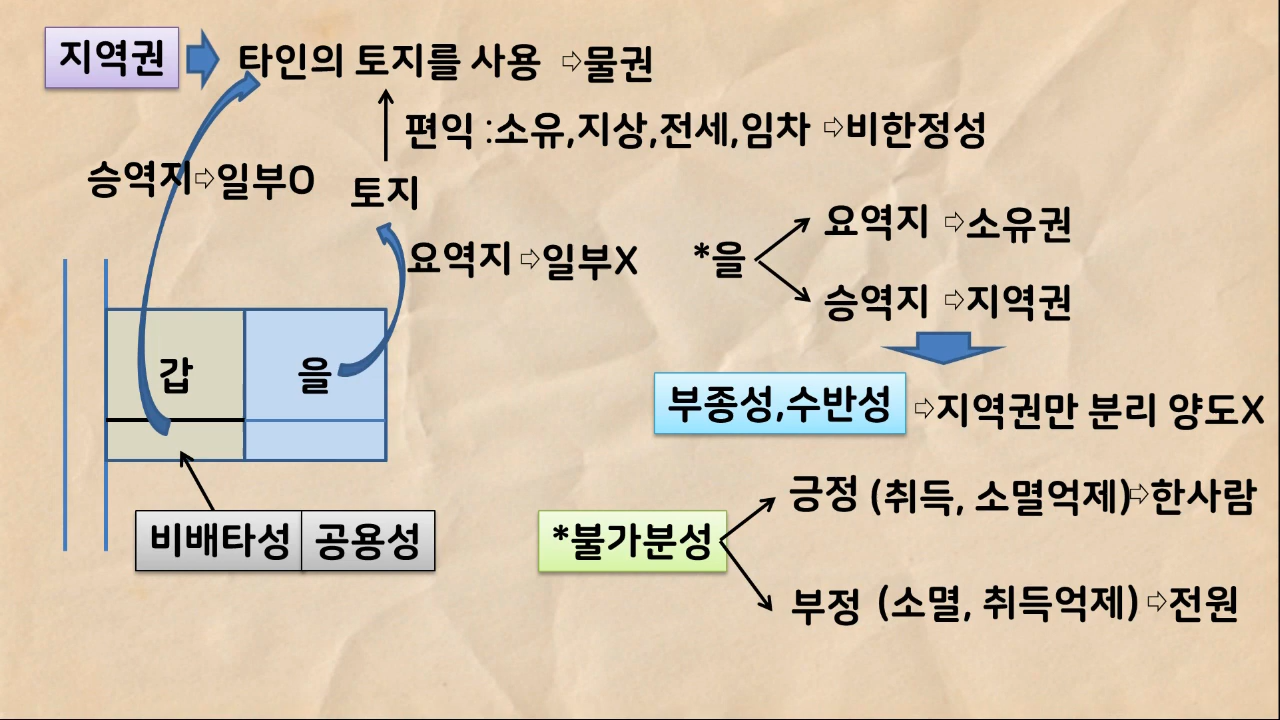 지역권 타인의 토지를 사용 ⇨물권
편익 :소유,지상,전세,임차 ⇨비한정성
승역지⇨일부O
토지
요역지⇨일부X
*을
요역지 ⇨소유권
승역지 ⇨지역권
갑
을
부종성,수반성 ⇨지역권만 분리 양도X
비배타성 공용성
*불가분성
긍정 (취득, 소멸억제)⇨한사람
부정 (소멸, 취득억제) ⇨전원